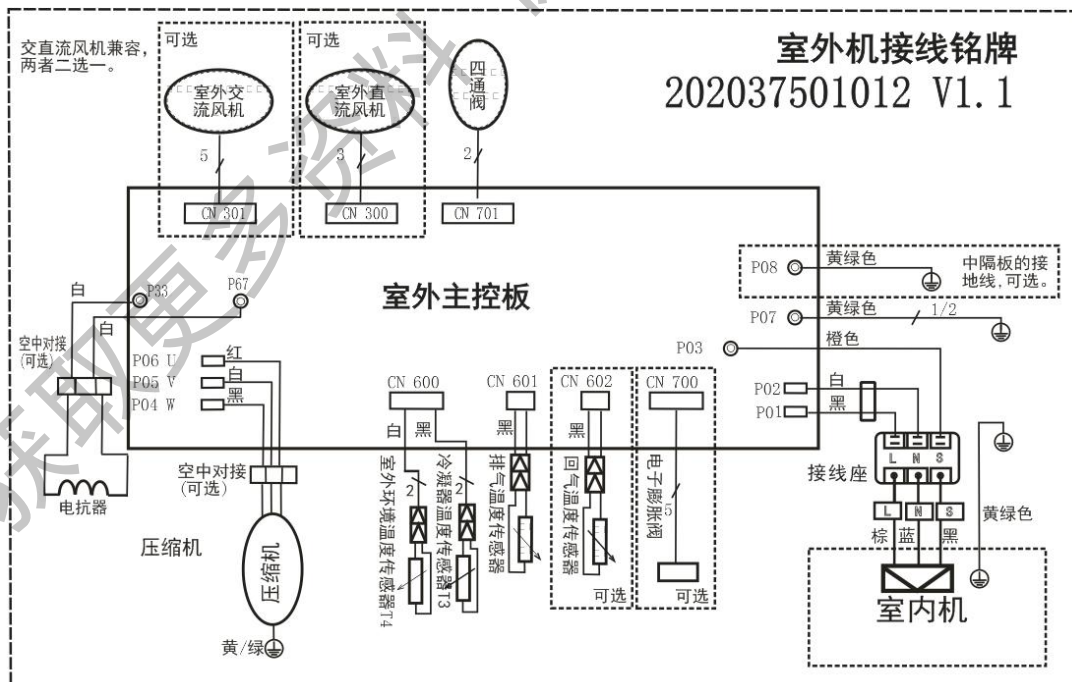 室外机接线铭牌
202037501012 V1.1
交直流风机兼容,
两者二选一。
可选
室外交
流风机
5
CN 301
可选
室外直
流风机
3
CN 300
四通阀
2
CN 701
室外主控板
P08
黄绿色
中隔板的接
地线,可选。
P07
黄绿色
1/2
P03
橙色
P02
白
P01
黑
白
P33
P67
白
空中对接
(可选)
电抗器
P06 U
红
P05 V
白
P04 W
黑
空中对接
(可选)
压缩机
压缩机
黄/绿
CN 600
白
黑
2
2
室外环境温度传感器T4
冷凝器温度传感器T3
CN 601
黑
排气温度传感器
CN 602
黑
回气温度传感器
可选
CN 700
电子膨胀阀
5
可选
L N S
接线座
L N S
棕 蓝 黑
黄绿色
室内机
获取更多资料